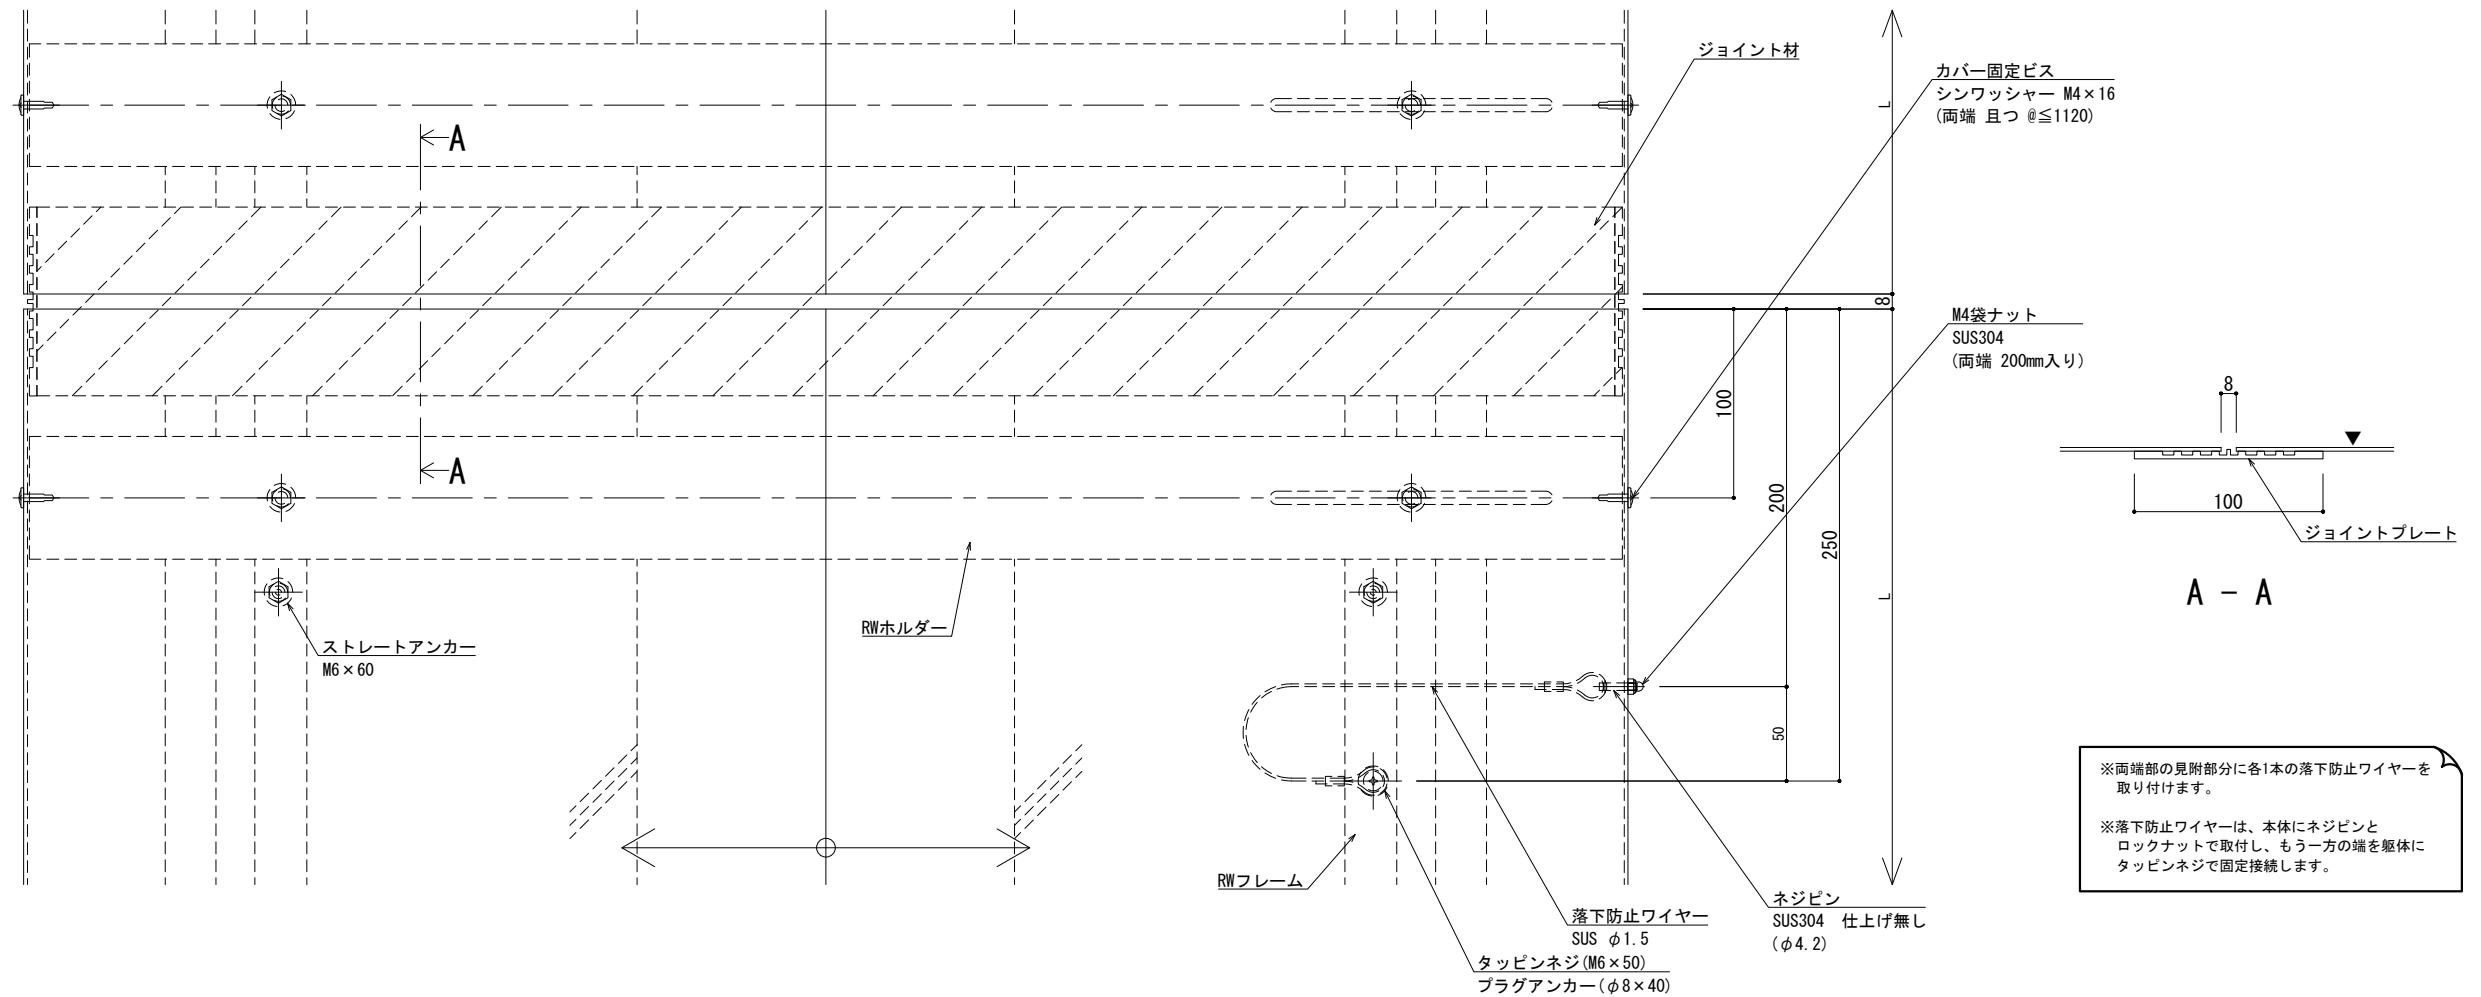 ジョイント材
カバー固定ビス
シンワッシャー M4×16
(両端 且つ @≦1120)
L
A
8
M4袋ナット
SUS304
(両端 200mm入り)
8
100
A
200
100
ジョイントプレート
250
A - A
L
RWホルダー
ストレートアンカー
M6×60
50
※両端部の見附部分に各1本の落下防止ワイヤーを
取り付けます。
※落下防止ワイヤーは、本体にネジピンと
ロックナットで取付し、もう一方の端を躯体に
タッピンネジで固定接続します。
RWフレーム
ネジピン
SUS304 仕上げ無し
(φ4.2)
落下防止ワイヤー
SUS φ1.5
タッピンネジ(M6×50)
プラグアンカー(φ8×40)